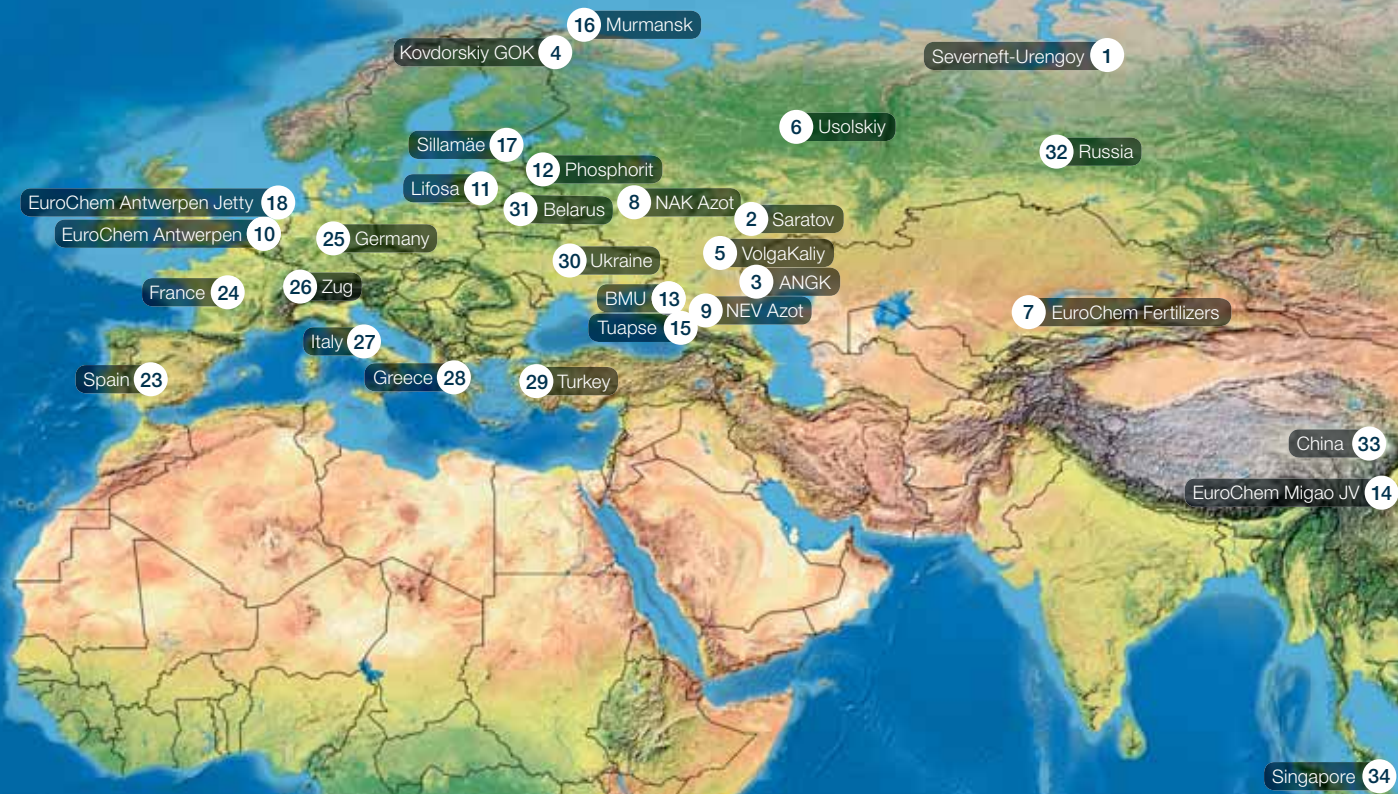 16 Murmansk
Kovdorskiy GOK 4
Severneft-Urengoy 1
6 Usolskiy
Sillamäe 17
32 Russia
12 Phosphorit
Lifosa 11
EuroChem Antwerpen Jetty 18
31 Belarus
8 NAK Azot
2 Saratov
EuroChem Antwerpen 10
25 Germany
5 VolgaKaliy
30 Ukraine
3 ANGK
France 24
26 Zug
BMU 13
9 NEV Azot
7 EuroChem Fertilizers
Tuapse 15
Italy 27
Spain 23
Greece 28
29 Turkey
China 33
EuroChem Migao JV 14
Singapore 34